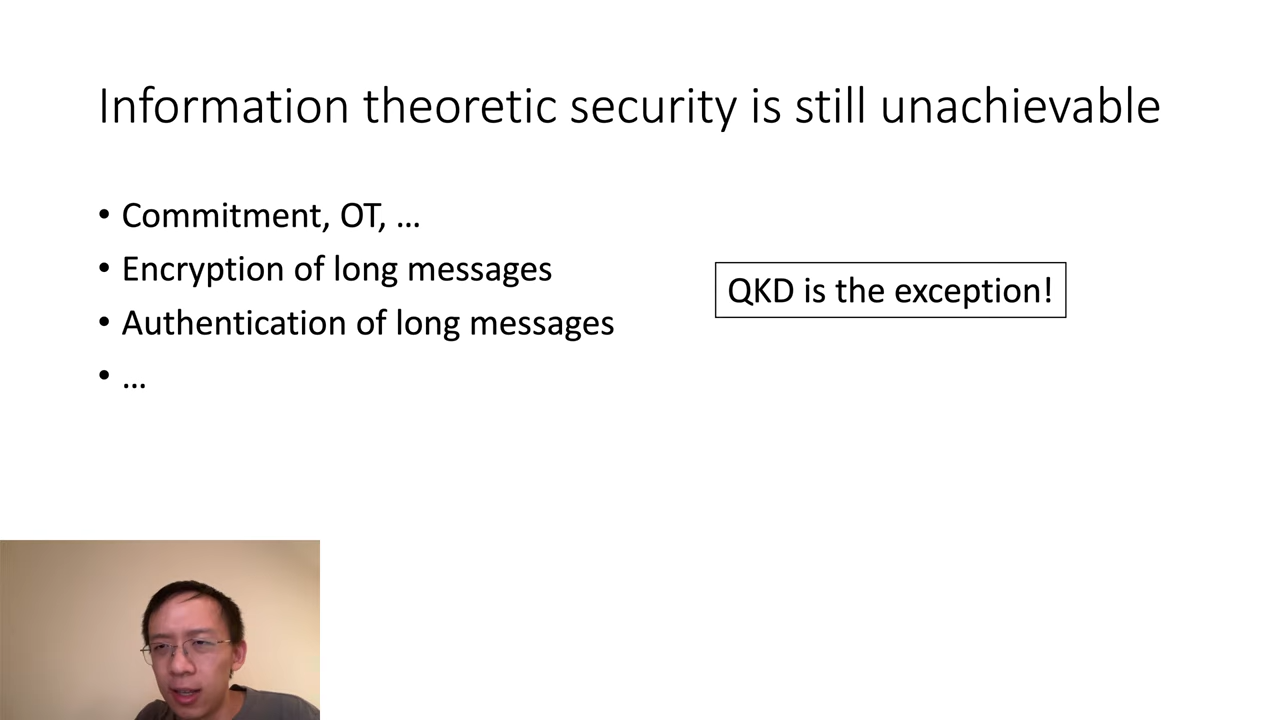 Information theoretic security is still unachievable
• Commitment, OT, …
• Encryption of long messages
QKD is the exception!
• Authentication of long messages
• …